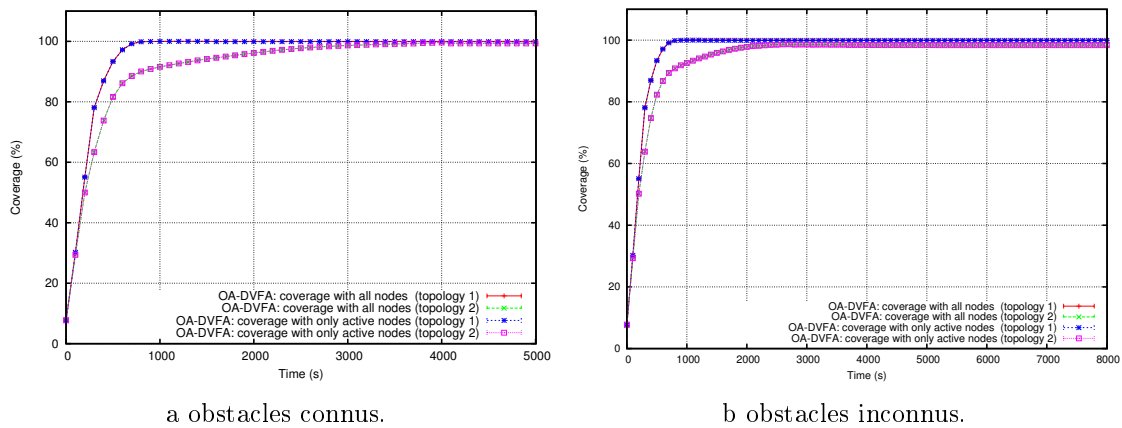 Coverage (%)
0
20
40
60
80
100
0 1000 2000 3000 4000 5000
Time (s)
OA-DVFA: coverage with all nodes (topology 1)
OA-DVFA: coverage with all nodes (topology 2)
OA-DVFA: coverage with only active nodes (topology 1)
OA-DVFA: coverage with only active nodes (topology 2)
a obstacles connus.
Coverage (%)
0
20
40
60
80
100
0 1000 2000 3000 4000 5000 6000 7000 8000
Time (s)
OA-DVFA: coverage with all nodes (topology 1)
OA-DVFA: coverage with all nodes (topology 2)
OA-DVFA: coverage with only active nodes (topology 1)
OA-DVFA: coverage with only active nodes (topology 2)
b obstacles inconnus.